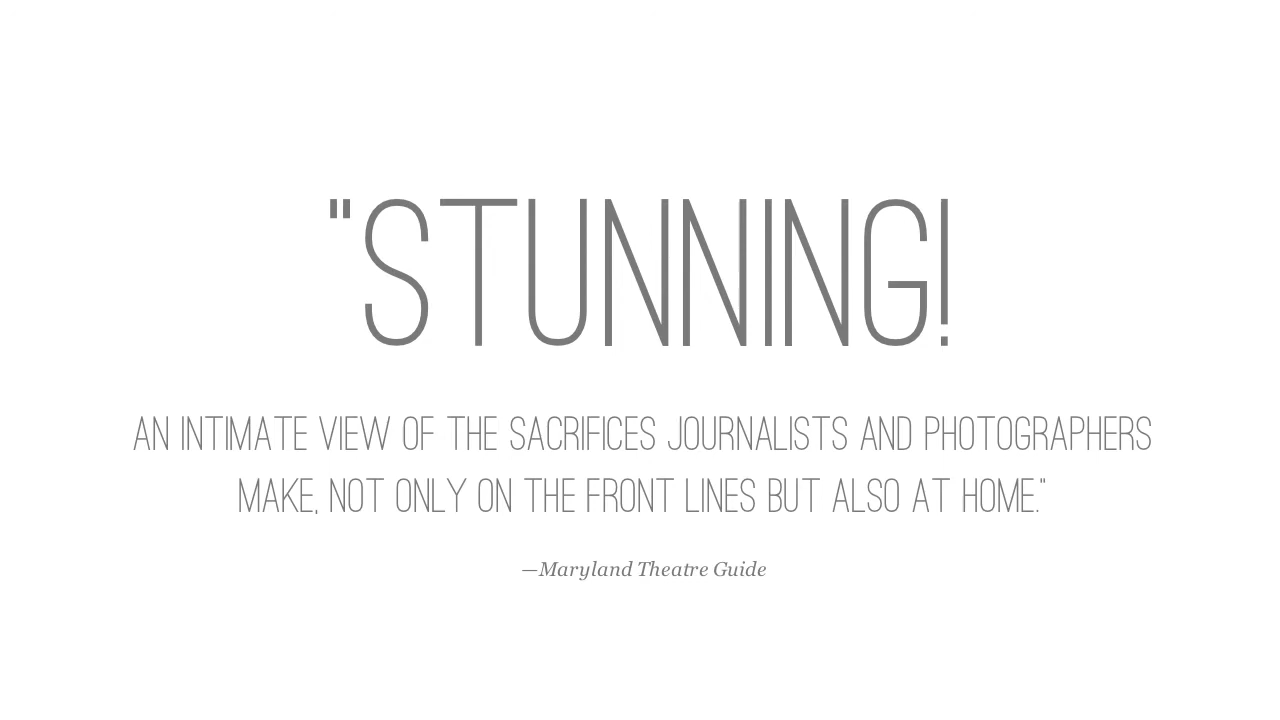 "STUNNING!
AN INTIMATE VIEW OF THE SACRIFICES JOURNALISTS AND PHOTOGRAPHERS
MAKE, NOT ONLY ON THE FRONT LINES BUT ALSO AT HOME."
—Maryland Theatre Guide